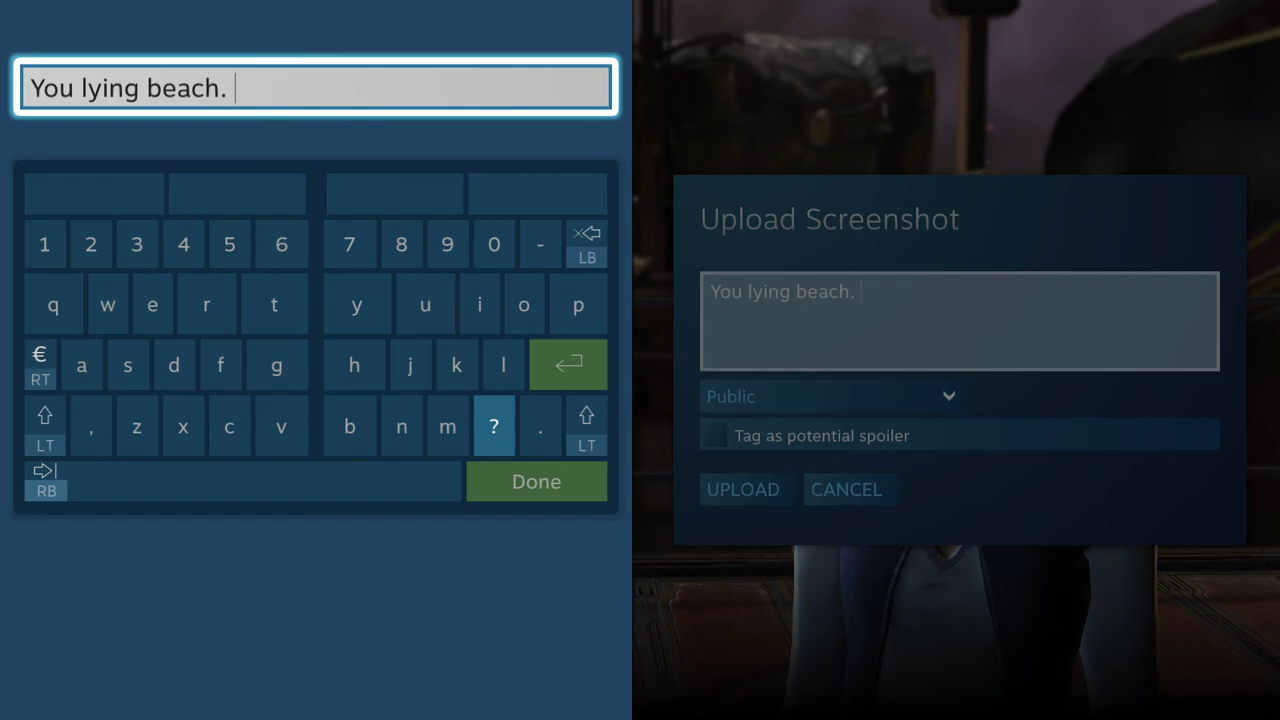 You lying beach.
1 2 3 4 5 6 7 8 9 0 - LB
q w e r t y u i o p
€ RT a s d f g h j k l
LT , z x c v b n m ? . LT
RB Done
Upload Screenshot
You lying beach.
Public
Tag as potential spoiler
UPLOAD CANCEL